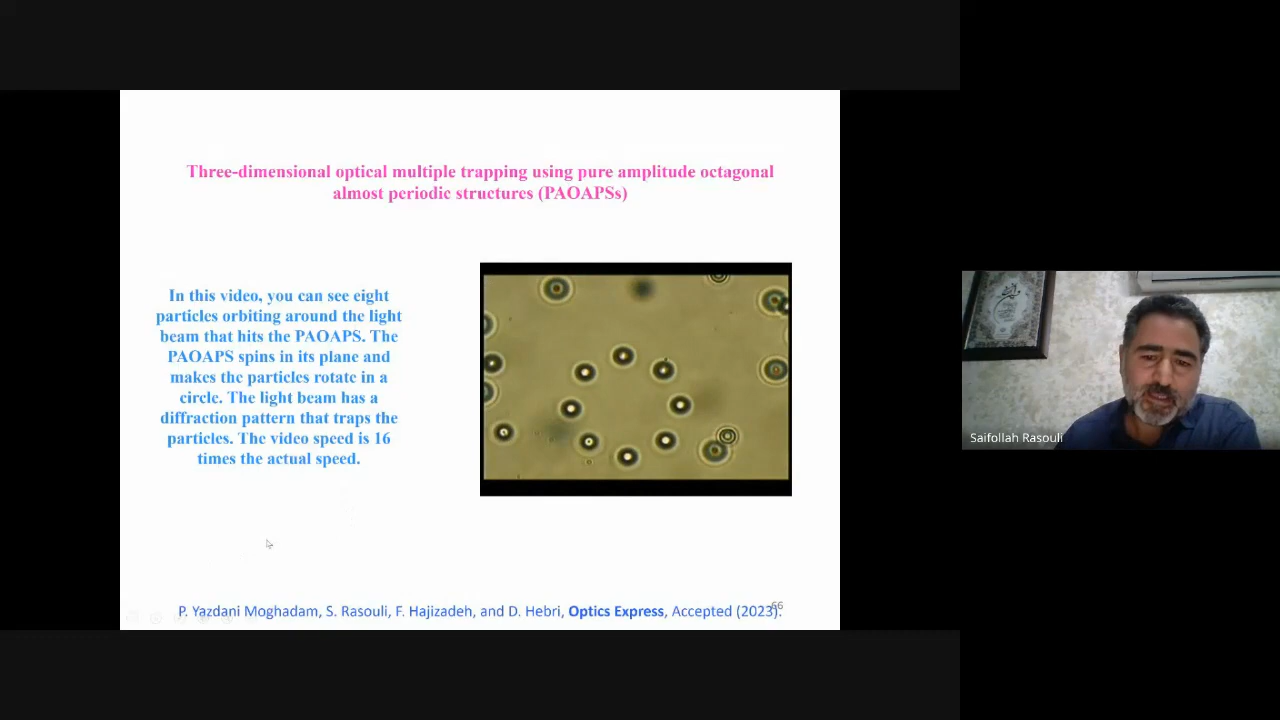 Three-dimensional optical multiple trapping using pure amplitude octagonal
almost periodic structures (PAOAPSs)
In this video, you can see eight
particles orbiting around the light
beam that hits the PAOAPS. The
PAOAPS spins in its plane and
makes the particles rotate in a
circle. The light beam has a
diffraction pattern that traps the
particles. The video speed is 16
times the actual speed.
P. Yazdani Moghadam, S. Rasouli, F. Hajizadeh, and D. Hebri, Optics Express, Accepted (2023).
66
Saifollah Rasouli